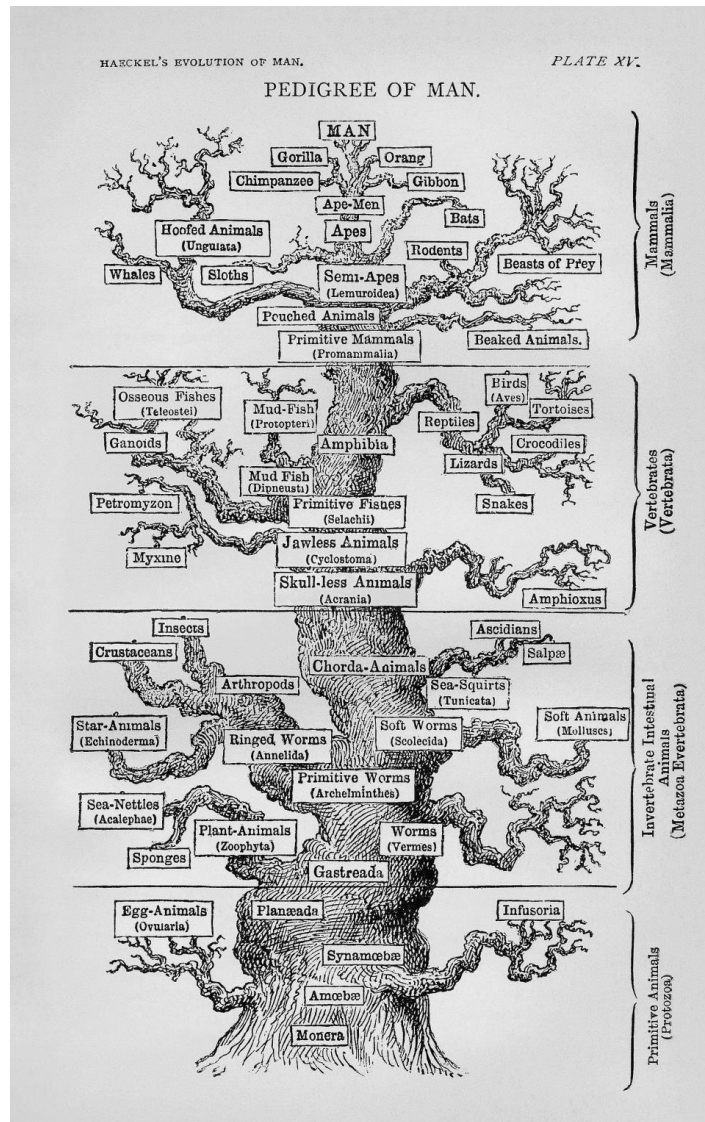 HAECKEL'S EVOLUTION OF MAN.
PLATE XV.
PEDIGREE OF MAN.
MAN
Gorilla
Orang
Chimpanzee
Gibbon
Ape-Men
Bats
Hoofed Animals
(Ungulata)
Apes
Rodents
Beasts of Prey
Whales
Sloths
Semi-Apes
(Lemuroidea)
Pouched Animals
Primitive Mammals
(Promammalia)
Beaked Animals.
Mammals
(Mammalia)
Osseous Fishes
(Teleostei)
Mud-Fish
(Protopteri)
Birds
(Aves)
Tortoises
Reptiles
Ganoids
Amphibia
Crocodiles
Lizards
Mud Fish
(Dipneusti)
Petromyzon
Primitive Fishes
(Selachii)
Snakes
Myxine
Jawless Animals
(Cyclostoma)
Skull-less Animals
(Acrania)
Amphioxus
Vertebrates
(Vertebrata)
Insects
Ascidians
Crustaceans
Salpæ
Chorda-Animals
Arthropods
Sea-Squirts
(Tunicata)
Star-Animals
(Echinoderma)
Ringed Worms
(Annelida)
Soft Worms
(Scolecida)
Soft Animals
(Molluscs)
Primitive Worms
(Archelminthes)
Sea-Nettles
(Acalephae)
Plant-Animals
(Zoophyta)
Worms
(Vermes)
Sponges
Gastreada
Invertebrate Intestinal
Animals
(Metazoa Evertebrata)
Egg-Animals
(Ovularia)
Planæada
Infusoria
Synamœbæ
Amœbæ
Monera
Primitive Animals
(Protozoa)